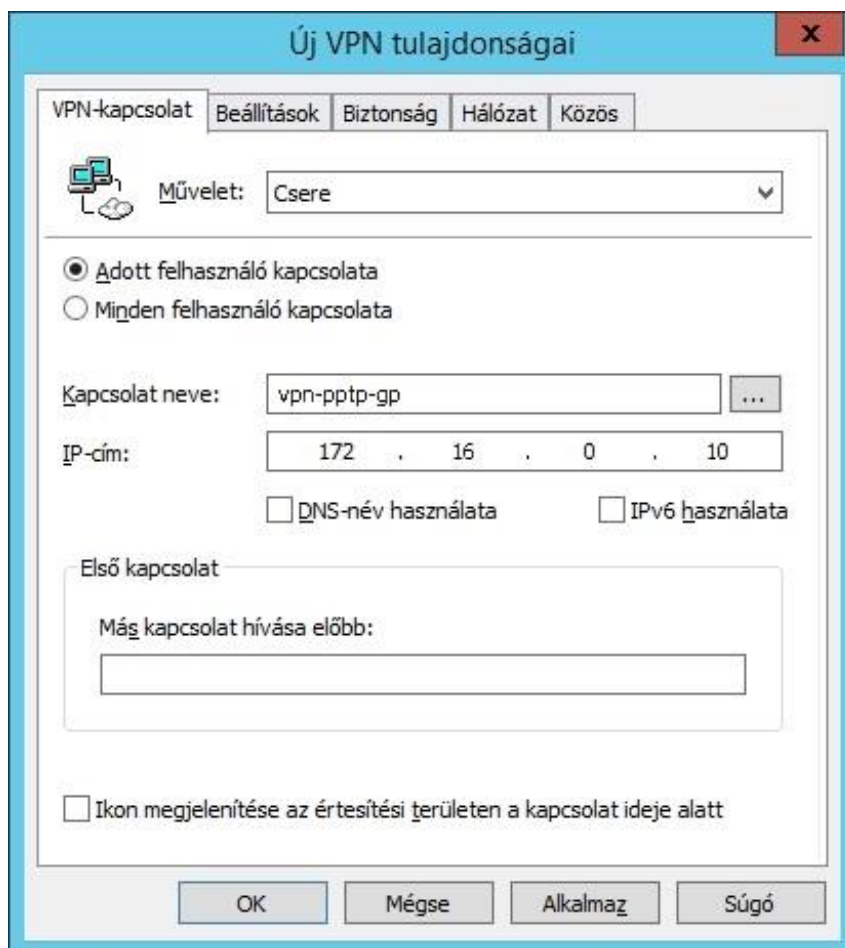 Új VPN tulajdonságai
x
VPN-kapcsolat Beállítások Biztonság Hálózat Közös
Művelet: Csere
Adott felhasználó kapcsolata
Minden felhasználó kapcsolata
Kapcsolat neve: vpn-pptp-gp ...
IP-cím: 172 . 16 . 0 . 10
DNS-név használata IPv6 használata
Első kapcsolat
Más kapcsolat hívása előbb:
Ikon megjelenítése az értesítési területen a kapcsolat ideje alatt
OK Mégse Alkalmaz Súgó